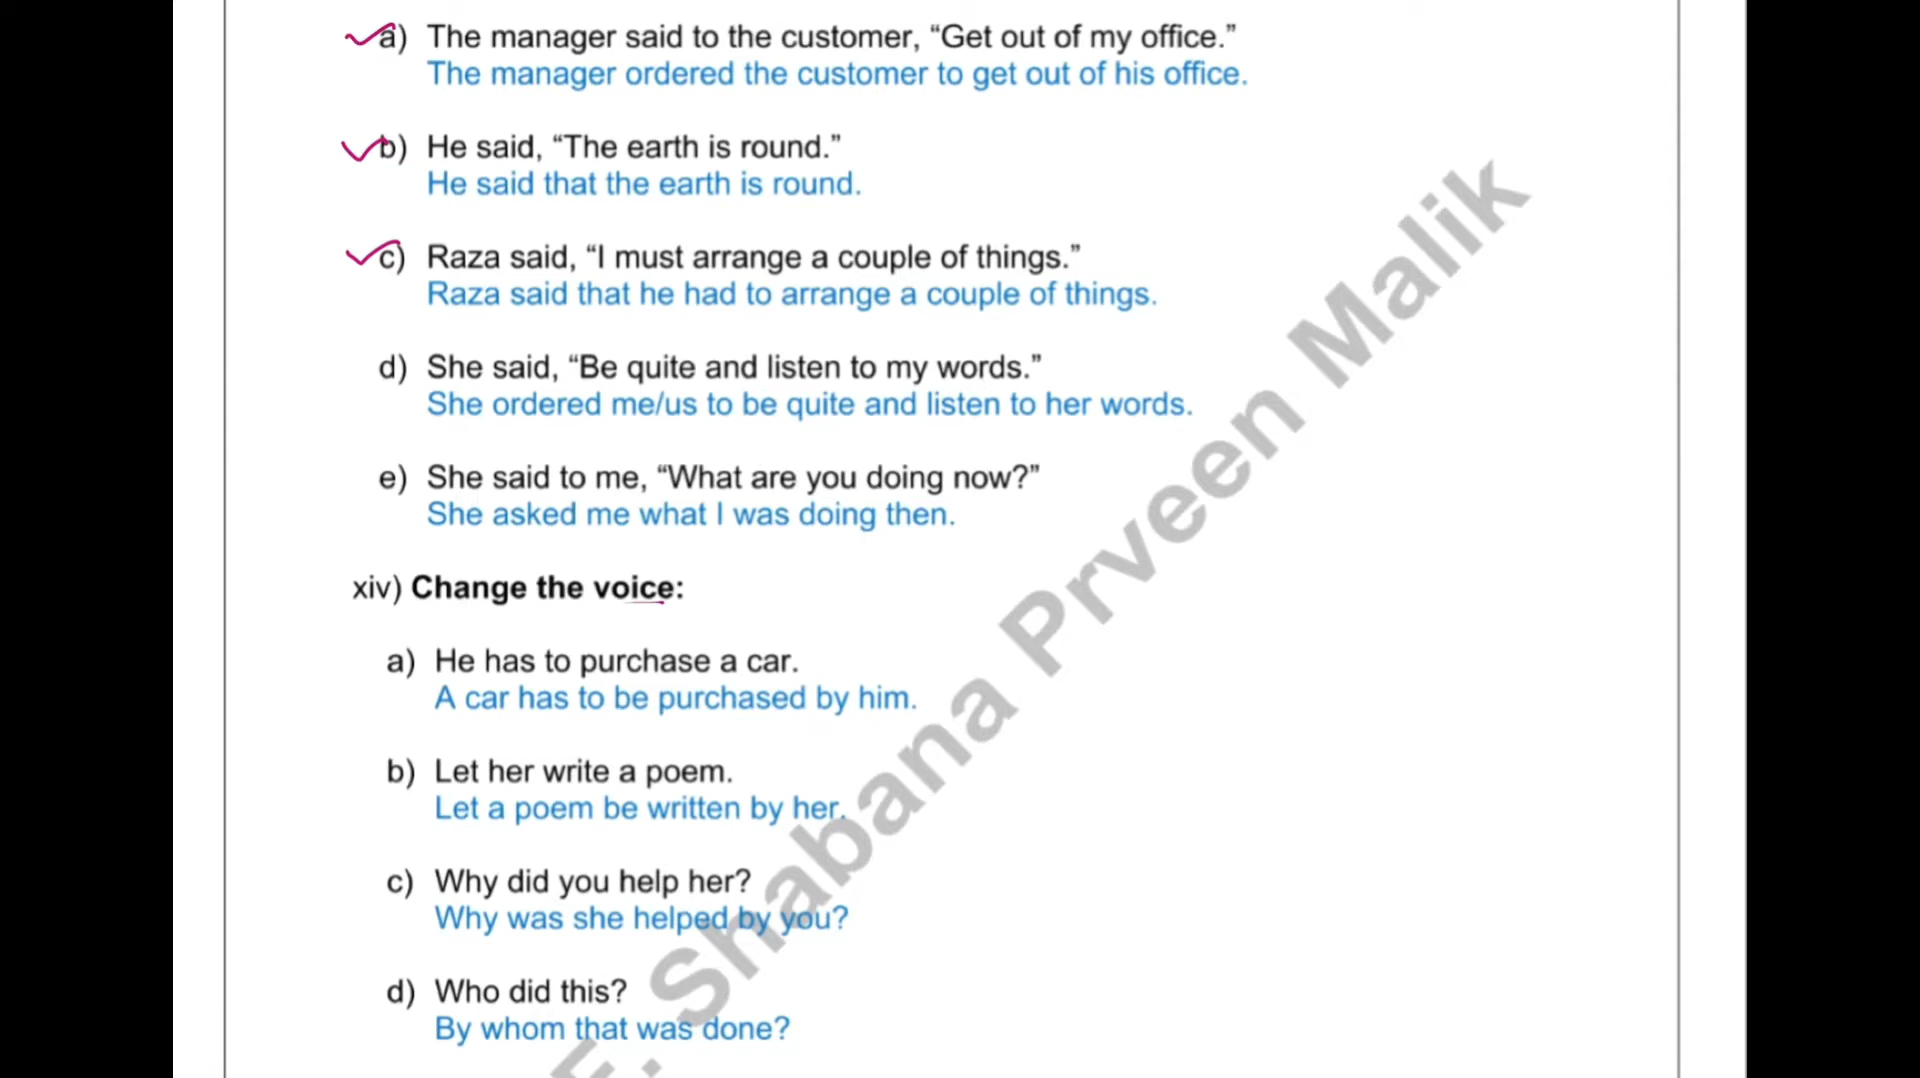 a) The manager said to the customer, “Get out of my office.”
The manager ordered the customer to get out of his office.
b) He said, “The earth is round.”
He said that the earth is round.
c) Raza said, “I must arrange a couple of things.”
Raza said that he had to arrange a couple of things.
d) She said, “Be quite and listen to my words.”
She ordered me/us to be quite and listen to her words.
e) She said to me, “What are you doing now?”
She asked me what I was doing then.
xiv) Change the voice:
a) He has to purchase a car.
A car has to be purchased by him.
b) Let her write a poem.
Let a poem be written by her.
c) Why did you help her?
Why was she helped by you?
d) Who did this?
By whom that was done?
Shabana Prveen Malik